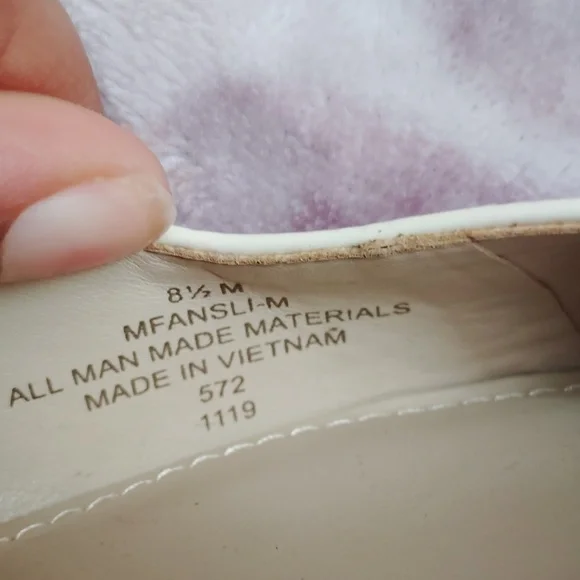 8½ M
MFANSLI-M
ALL MAN MADE MATERIALS
MADE IN VIETNAM
572
1119